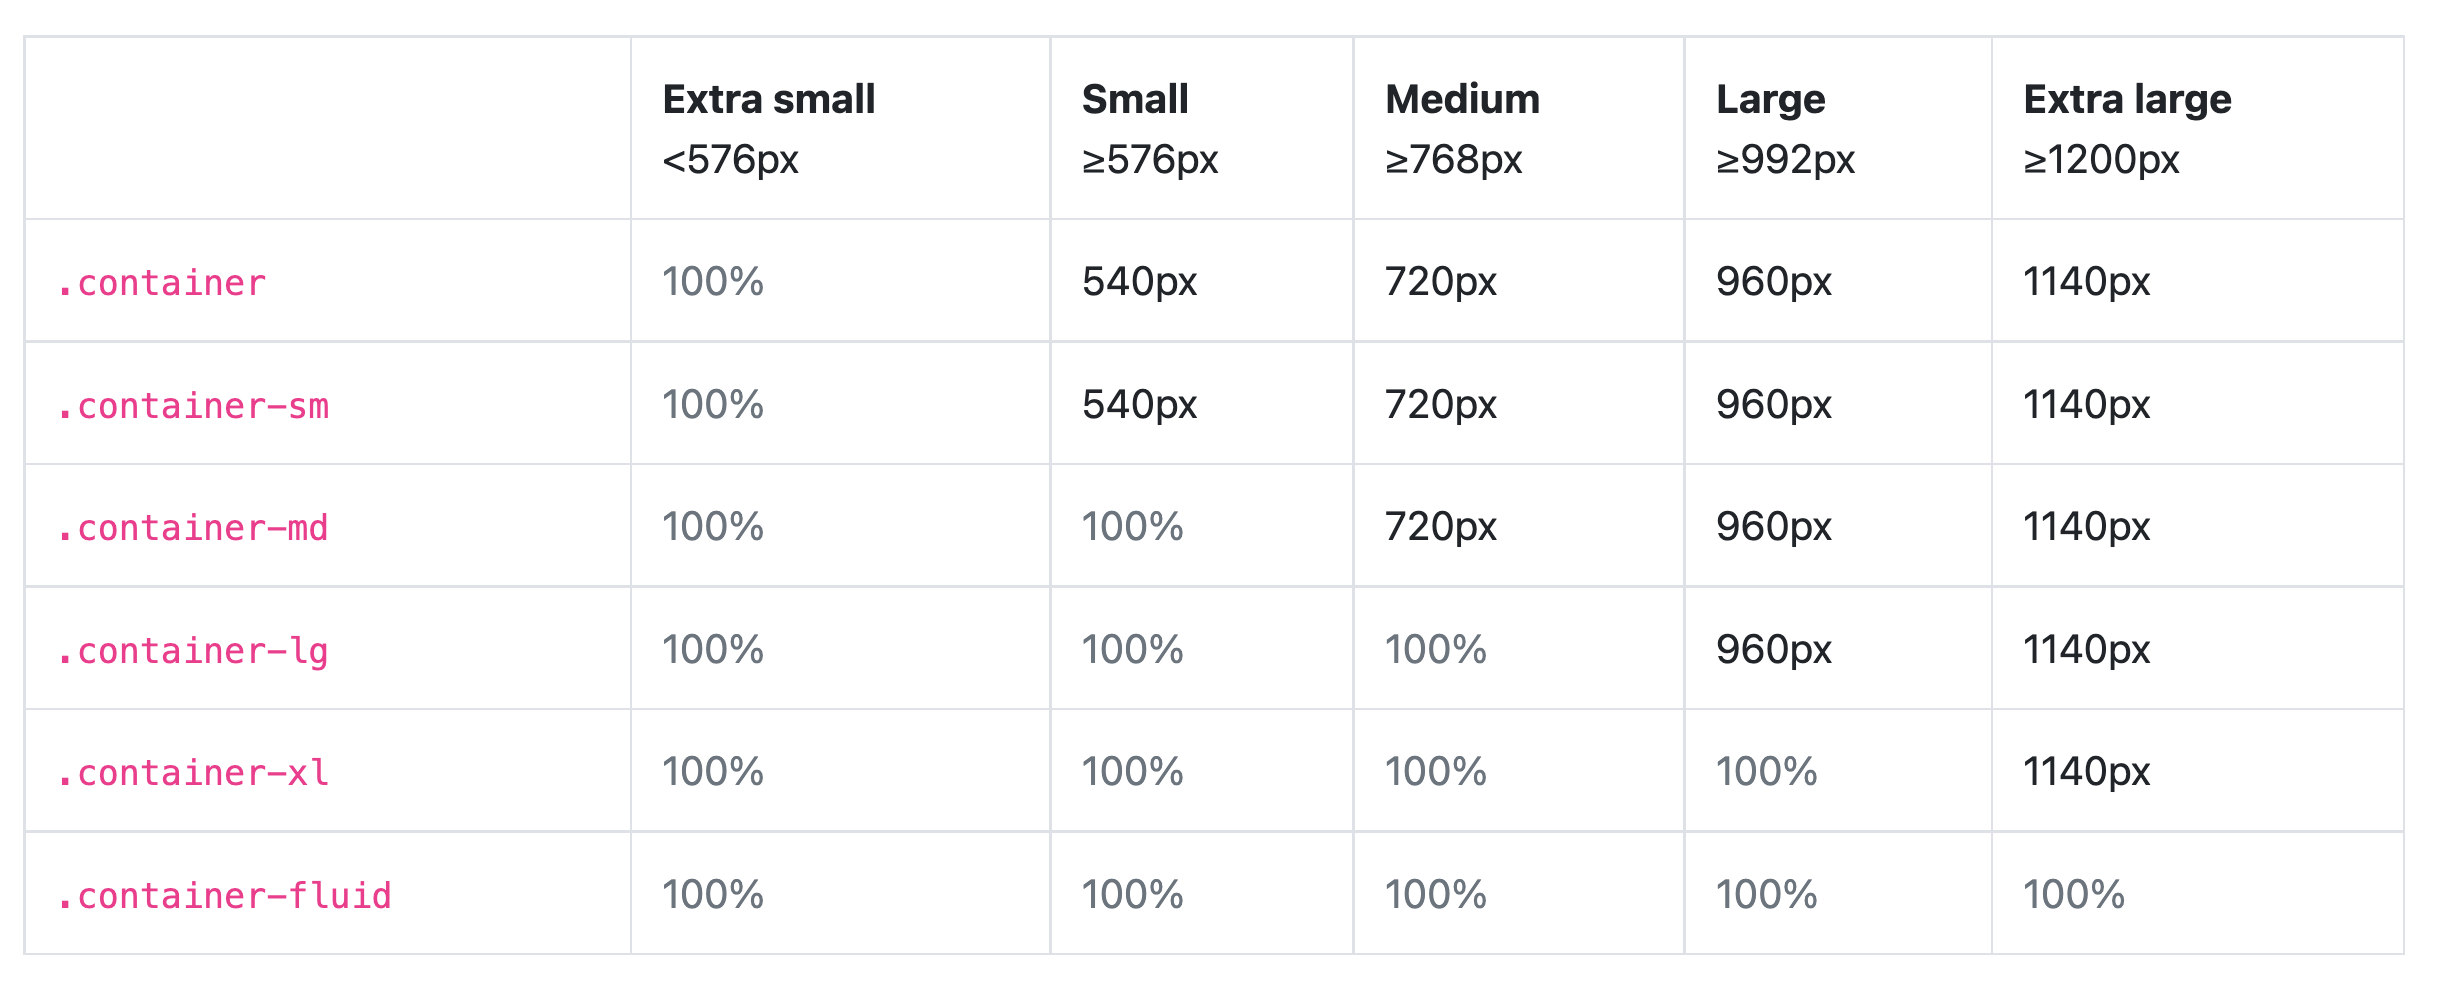 Extra small Small Medium Large Extra large
<576px ≥576px ≥768px ≥992px ≥1200px
.container 100% 540px 720px 960px 1140px
.container-sm 100% 540px 720px 960px 1140px
.container-md 100% 100% 720px 960px 1140px
.container-lg 100% 100% 100% 960px 1140px
.container-xl 100% 100% 100% 100% 1140px
.container-fluid 100% 100% 100% 100% 100%